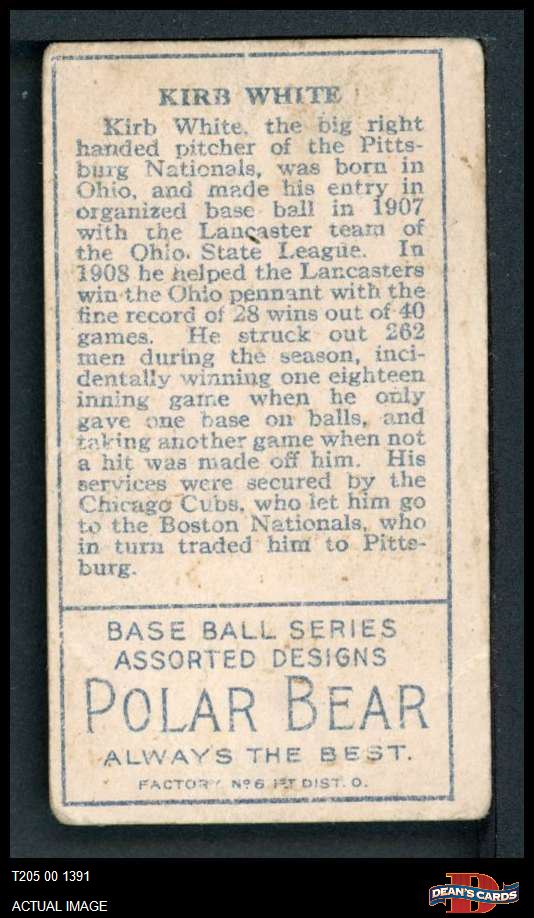 KIRB WHITE
Kirb White, the big right
handed pitcher of the Pitts-
burg Nationals, was born in
Ohio, and made his entry in
organized base ball in 1907
with the Lancaster team of
the Ohio. State League. In
1908 he helped the Lancasters
win the Ohio pennant with the
fine record of 28 wins out of 40
games. He struck out 262
men during the season, inci-
dentally winning one eighteen
inning game when he only
gave one base on balls, and
taking another game when not
a hit was made off him. His
services were secured by the
Chicago Cubs, who let him go
to the Boston Nationals, who
in turn traded him to Pitts-
burg.
BASE BALL SERIES
ASSORTED DESIGNS
POLAR BEAR
ALWAYS THE BEST.
FACTORY Nº 6 1ST DIST. O.
T205 00 1391
ACTUAL IMAGE
D
DEAN'S CARDS